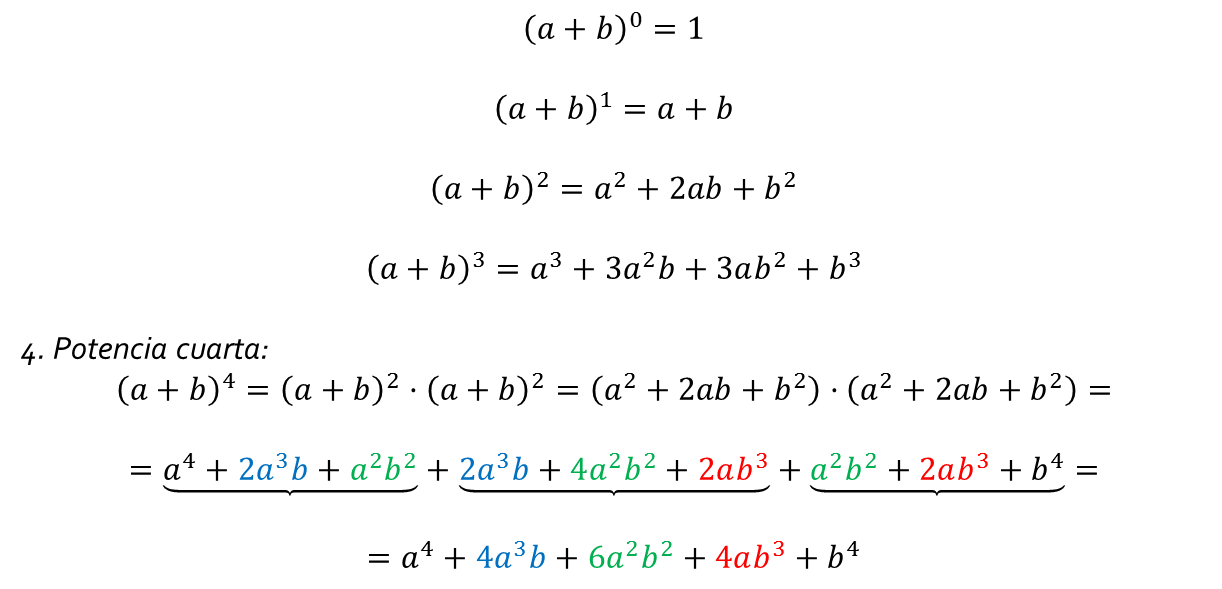 (a + b)⁰ = 1
(a + b)¹ = a + b
(a + b)² = a² + 2ab + b²
(a + b)³ = a³ + 3a²b + 3ab² + b³
4. Potencia cuarta:
(a + b)⁴ = (a + b)² · (a + b)² = (a² + 2ab + b²) · (a² + 2ab + b²) =
= a⁴ + 2a³b + a²b² + 2a³b + 4a²b² + 2ab³ + a²b² + 2ab³ + b⁴ =
= a⁴ + 4a³b + 6a²b² + 4ab³ + b⁴